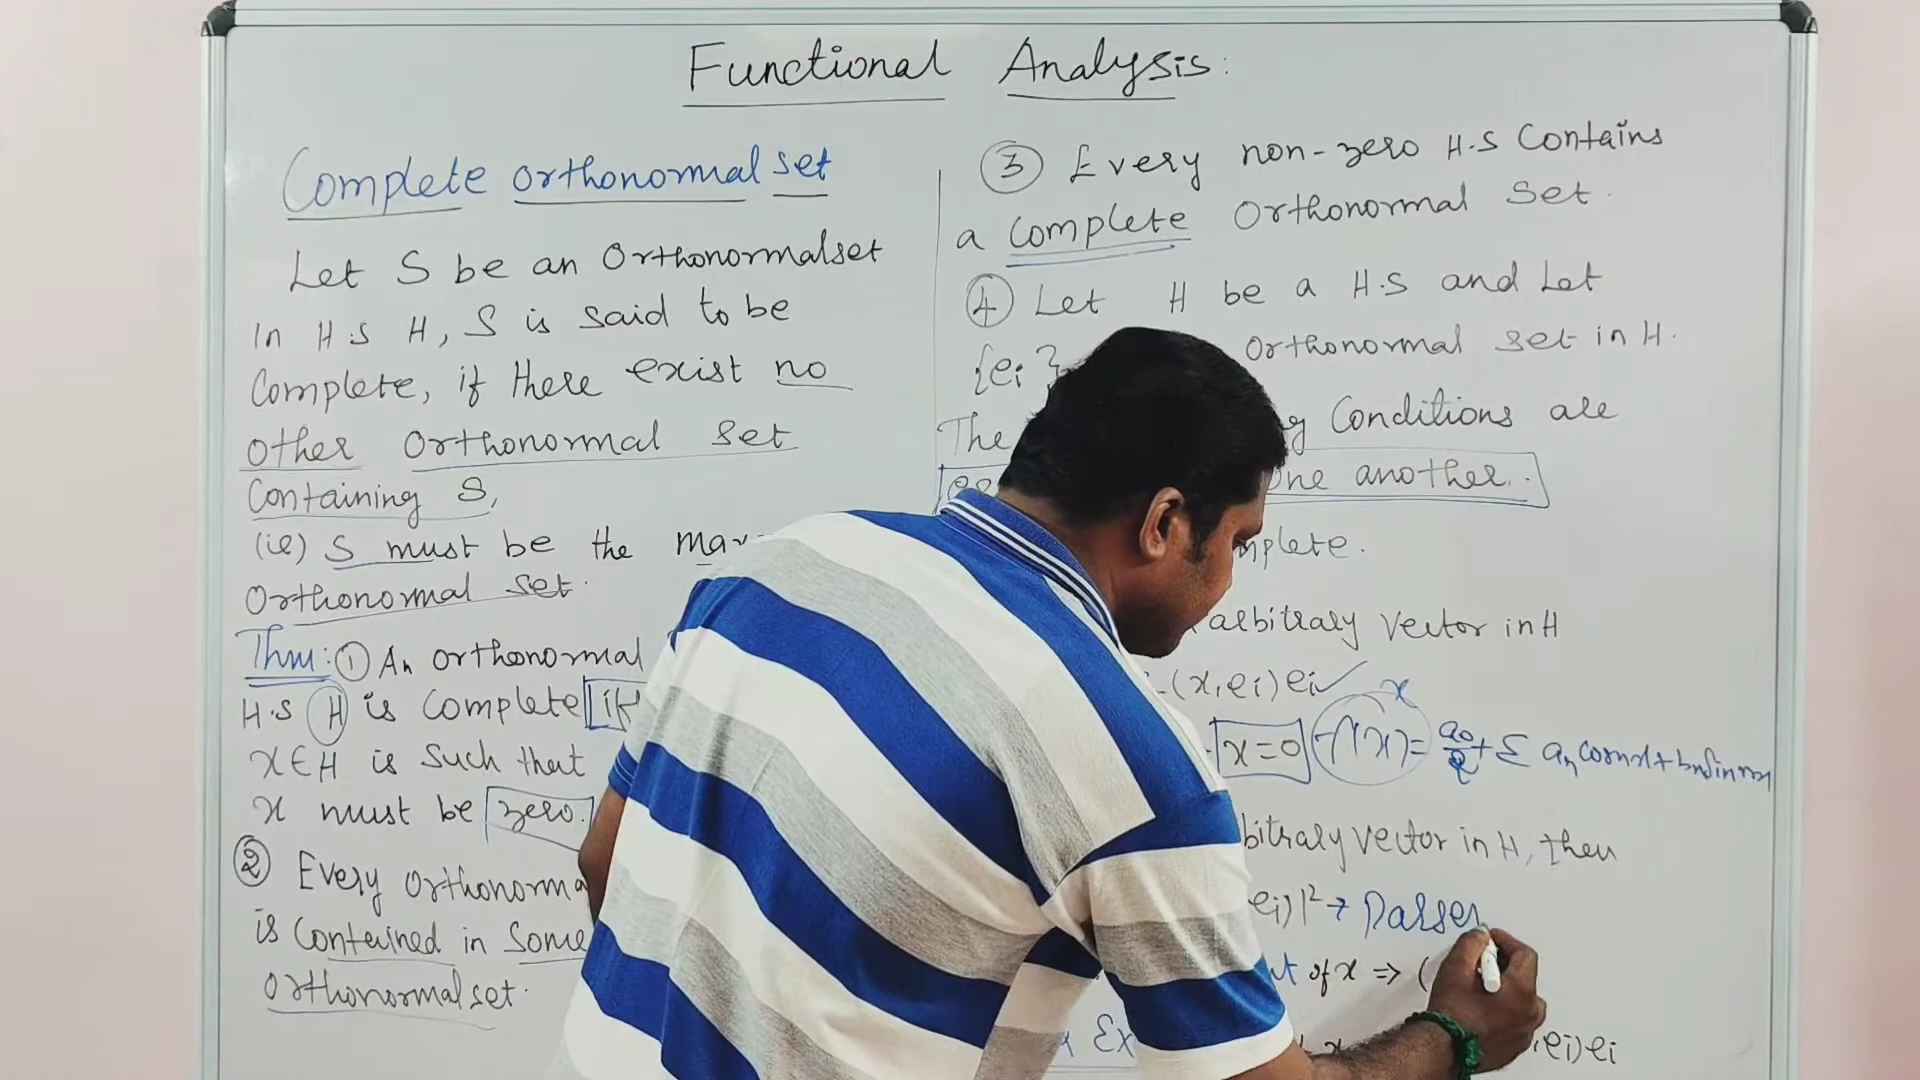 Functional Analysis:
Complete orthonormal set
Let S be an Orthonormal set
in H.S H, S is said to be
Complete, if there exist no
other Orthonormal set
Containing S,
(ie) S must be the
Orthonormal set.
Thm: ① An orthonormal
H.S H is Complete
x∈H is such that
x must be zero.
② Every orthonorma
is Contained in Some
orthonormal set.
③ Every non-zero H.S Contains
a complete Orthonormal Set.
④ Let H be a H.S and Let
{ei} Orthonormal set in H.
The Conditions are
one another.
mplete.
arbitrary vector in H
(x,ei)ei ✓ x
x=0 f(x)= a0/2 + Σ an cosnx + bn sinnx
bitrary vector in H, then
ei)|² → Parsev
of x ⇒ (
Ex x ,ei)ei